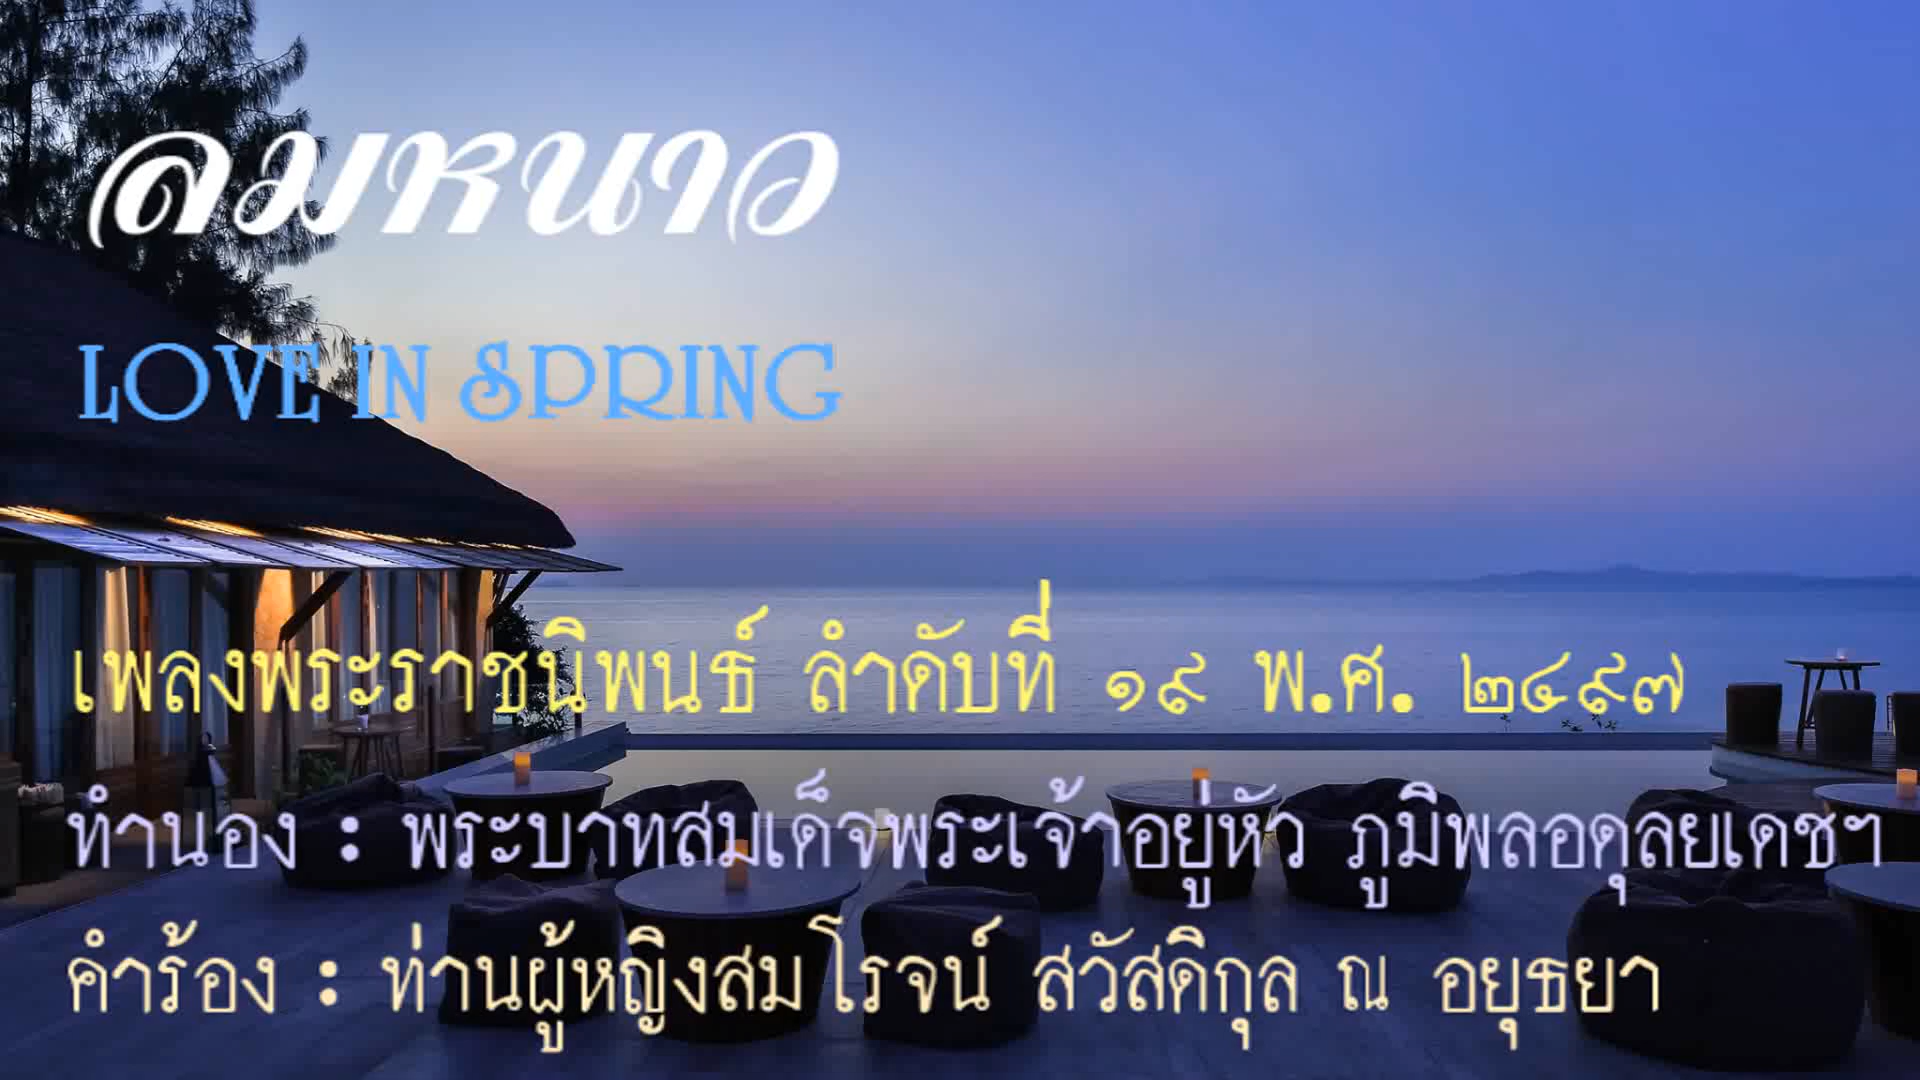 ลมหนาว
LOVE IN SPRING
เพลงพระราชนิพนธ์ ลำดับที่ ๑๙ พ.ศ. ๒๔๙๗
ทำนอง : พระบาทสมเด็จพระเจ้าอยู่หัว ภูมิพลอดุลยเดชฯ
คำร้อง : ท่านผู้หญิงสมโรจน์ สวัสดิกุล ณ อยุธยา